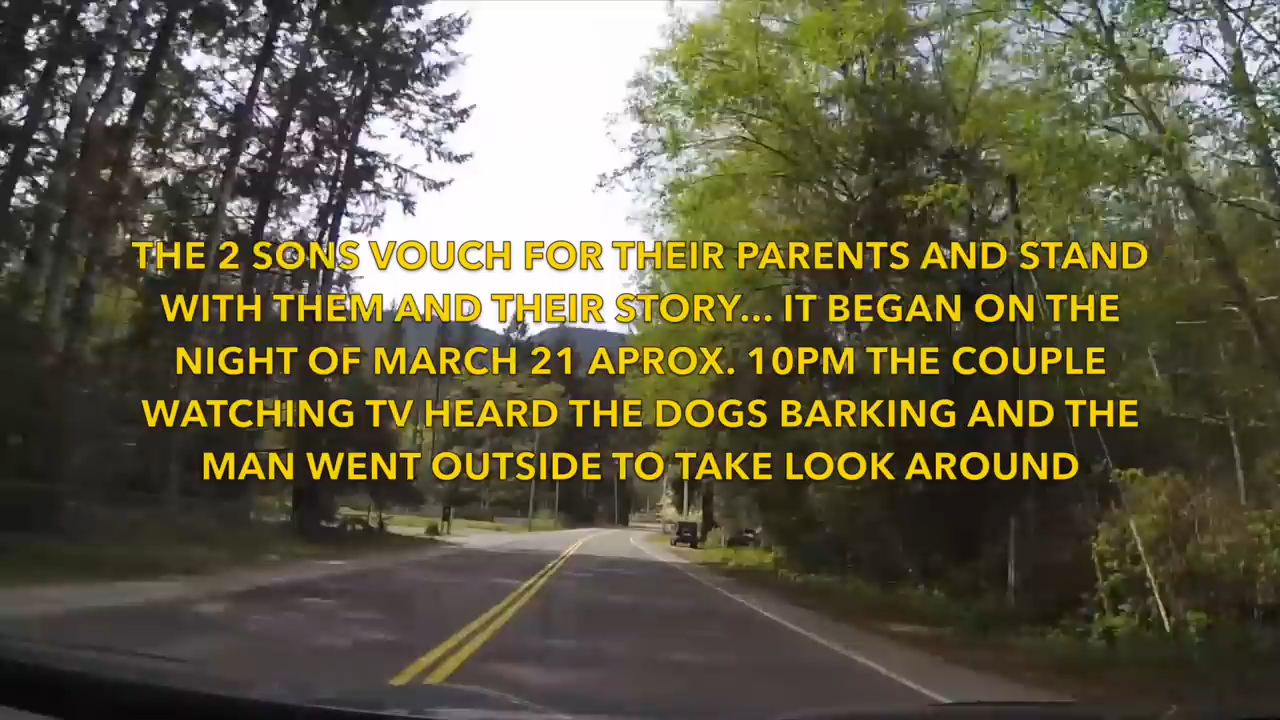 THE 2 SONS VOUCH FOR THEIR PARENTS AND STAND
WITH THEM AND THEIR STORY... IT BEGAN ON THE
NIGHT OF MARCH 21 APROX. 10PM THE COUPLE
WATCHING TV HEARD THE DOGS BARKING AND THE
MAN WENT OUTSIDE TO TAKE LOOK AROUND